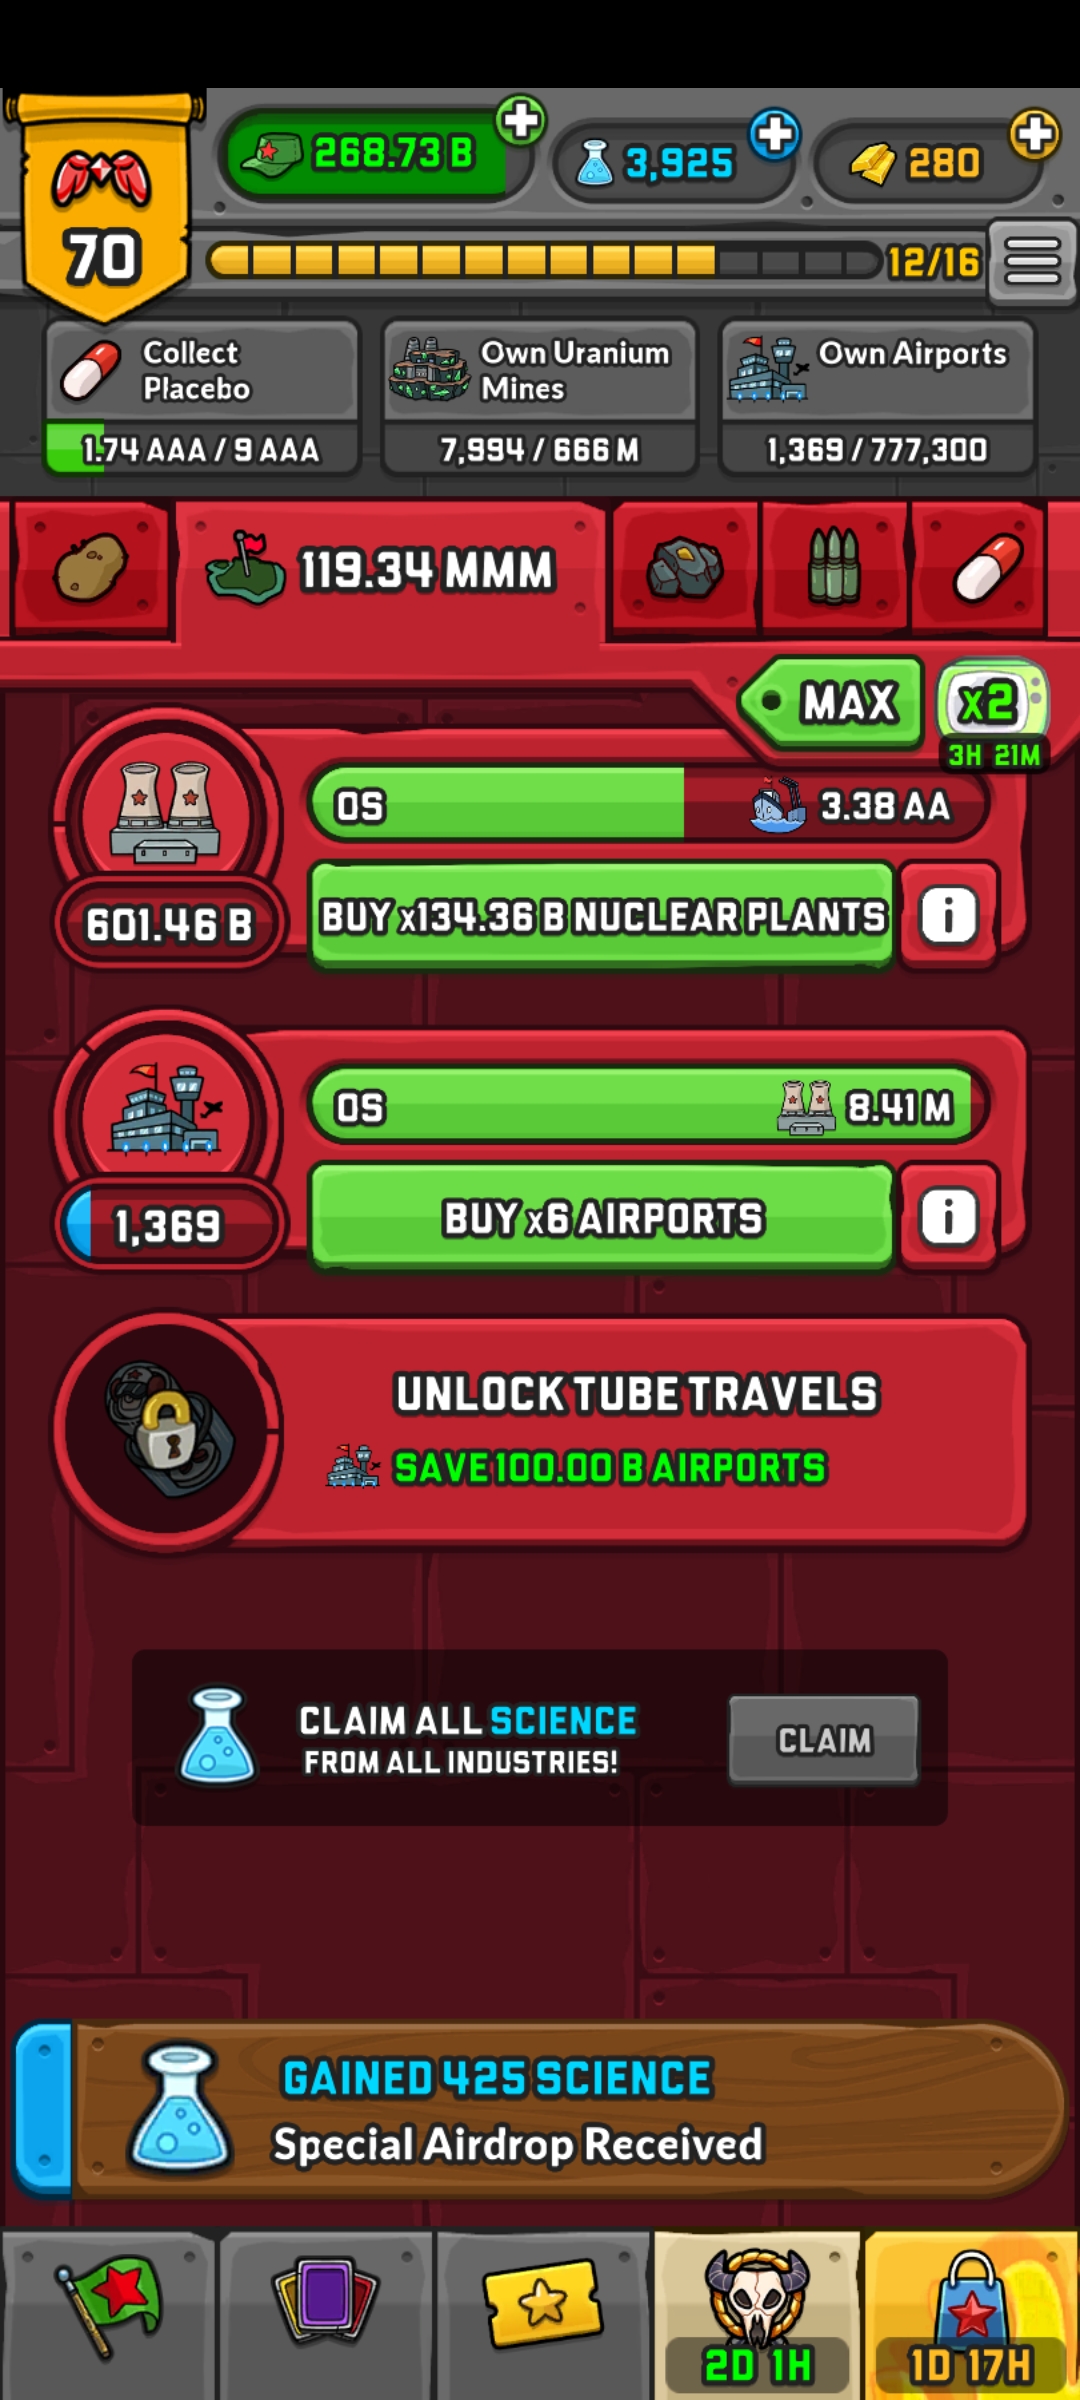 70
268.73 B
3,925
280
12/16
Collect
Placebo
1.74 AAA / 9 AAA
Own Uranium
Mines
7,994 / 666 M
Own Airports
1,369 / 777,300
119.34 MMM
MAX
x2
3H 21M
0S
3.38 AA
601.46 B
BUY x134.36 B NUCLEAR PLANTS
i
0S
8.41 M
1,369
BUY x6 AIRPORTS
i
UNLOCK TUBE TRAVELS
SAVE 100.00 B AIRPORTS
CLAIM ALL SCIENCE
FROM ALL INDUSTRIES!
CLAIM
GAINED 425 SCIENCE
Special Airdrop Received
2D 1H
1D 17H